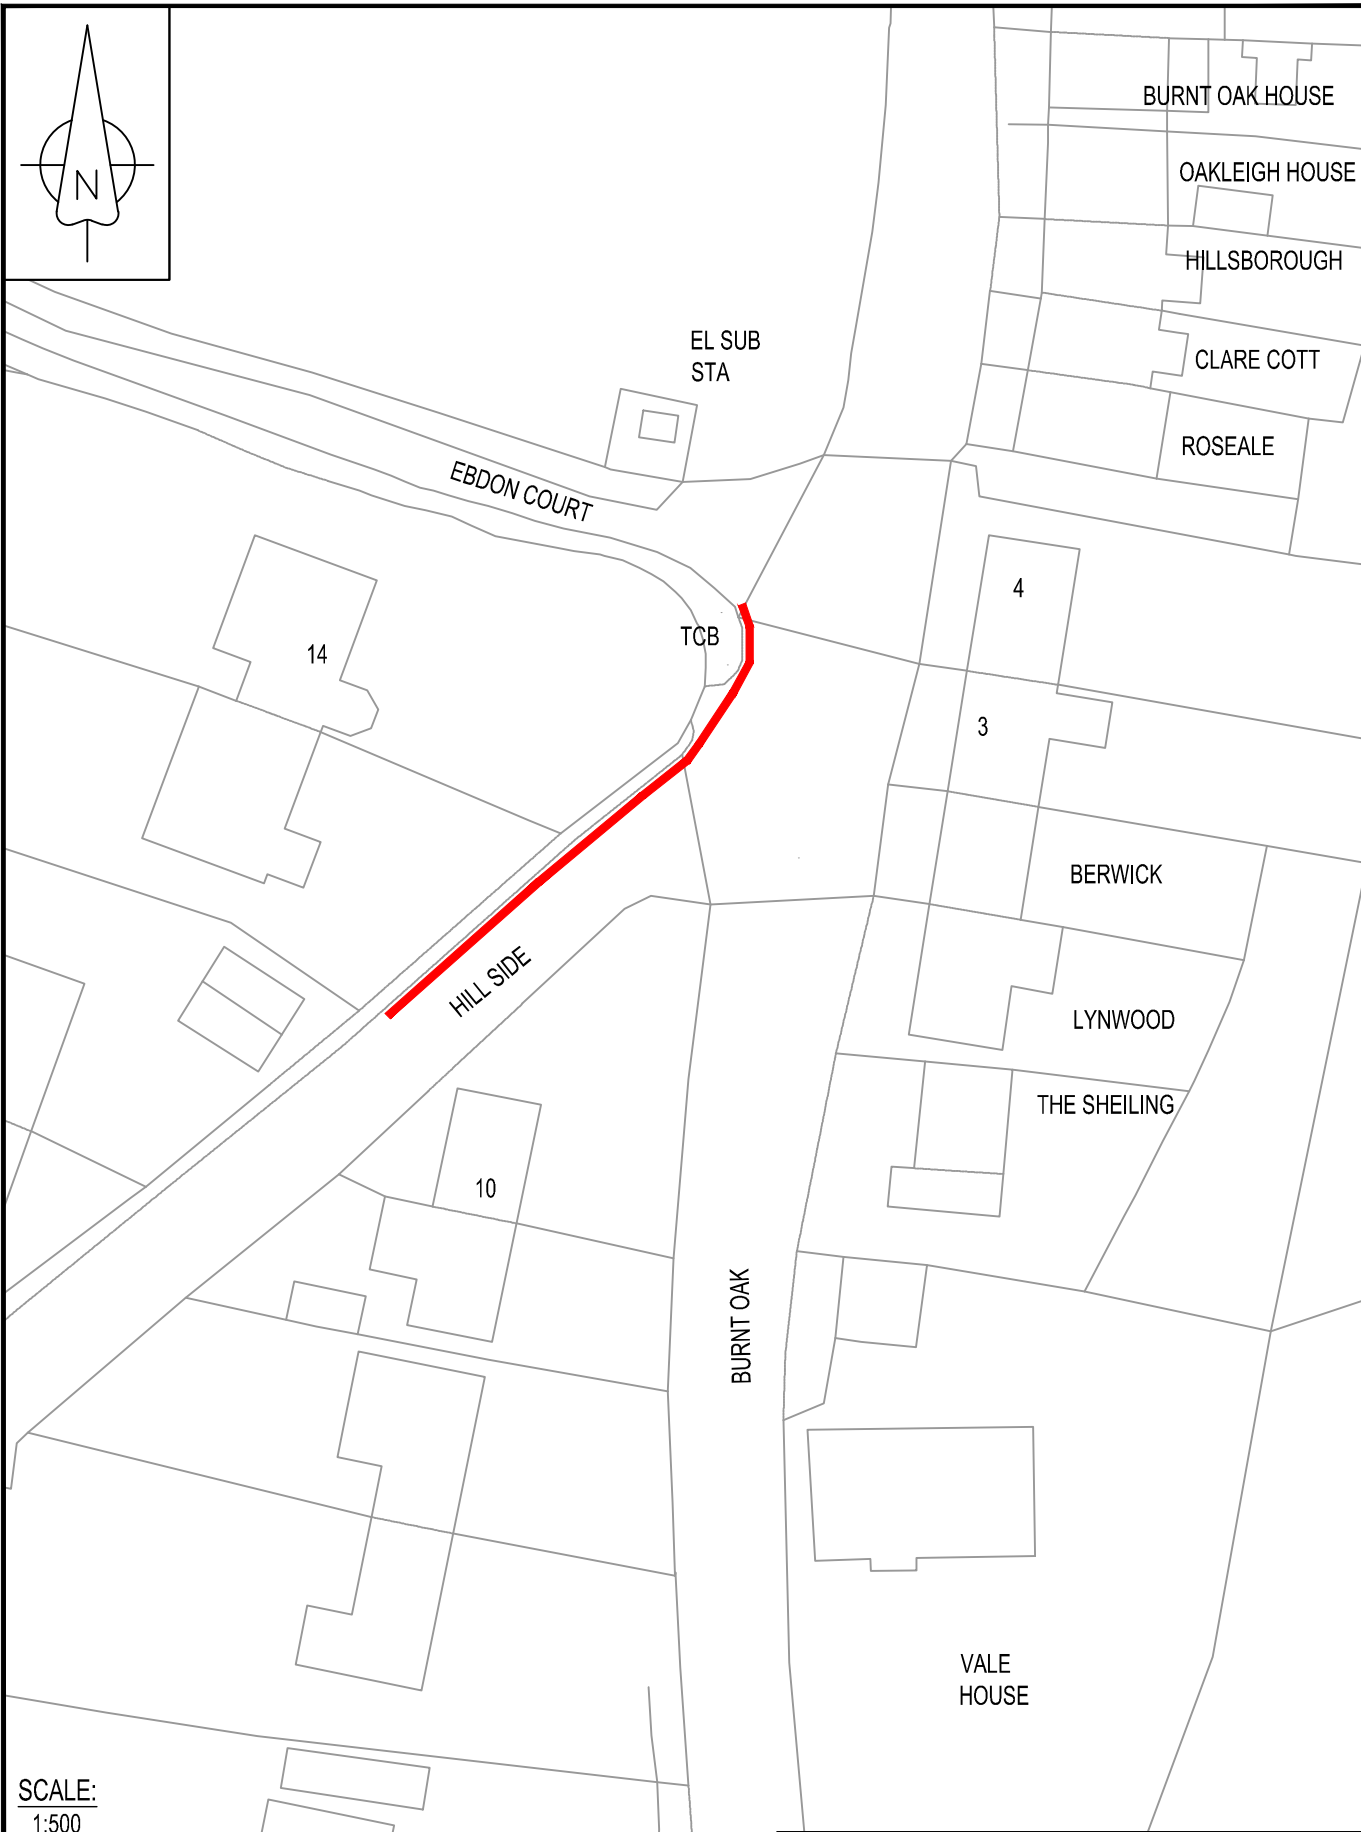 N
BURNT OAK HOUSE
OAKLEIGH HOUSE
HILLSBOROUGH
EL SUB
STA
CLARE COTT
ROSEALE
EBDON COURT
4
TCB
14
3
BERWICK
HILL SIDE
LYNWOOD
THE SHEILING
10
BURNT OAK
VALE
HOUSE
SCALE:
1:500